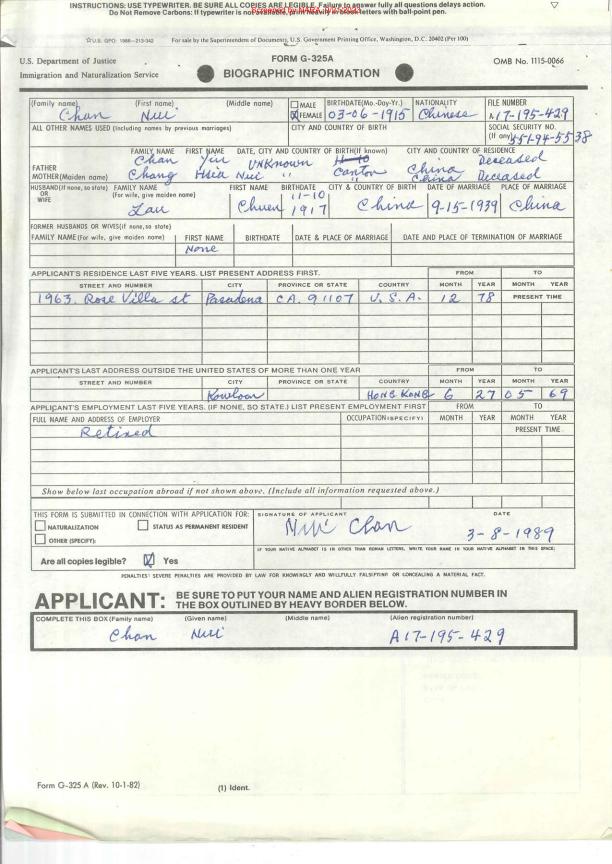 INSTRUCTIONS: USE TYPEWRITER. BE SURE ALL COPIES ARE LEGIBLE. Failure to answer fully all questions delays action.
Do Not Remove Carbons: If typewriter is not available, print heavily in block letters with ball-point pen.
☆U.S. GPO: 1986-213-342 For sale by the Superintendent of Documents, U.S. Government Printing Office, Washington, D.C. 20402 (Per 100)
U.S. Department of Justice FORM G-325A OMB No. 1115-0066
Immigration and Naturalization Service BIOGRAPHIC INFORMATION
(Family name) (First name) (Middle name) MALE BIRTHDATE(Mo.-Day-Yr.) NATIONALITY FILE NUMBER
Chan Nui FEMALE 03-06-1915 Chinese A17-195-429
ALL OTHER NAMES USED (Including names by previous marriages) CITY AND COUNTRY OF BIRTH SOCIAL SECURITY NO.
(If any) 551-94-5538
FAMILY NAME FIRST NAME DATE, CITY AND COUNTRY OF BIRTH(If known) CITY AND COUNTRY OF RESIDENCE
FATHER Chan Yin UNKnown China Deceased
MOTHER(Maiden name) Chang Hsia Nui " Canton " China Deceased
HUSBAND(If none, so state) OR WIFE FAMILY NAME (For wife, give maiden name) FIRST NAME BIRTHDATE CITY & COUNTRY OF BIRTH DATE OF MARRIAGE PLACE OF MARRIAGE
Lau Chuen 11-10 1917 China 9-15-1939 China
FORMER HUSBANDS OR WIVES(if none, so state)
FAMILY NAME (For wife, give maiden name) FIRST NAME BIRTHDATE DATE & PLACE OF MARRIAGE DATE AND PLACE OF TERMINATION OF MARRIAGE
None
APPLICANT'S RESIDENCE LAST FIVE YEARS. LIST PRESENT ADDRESS FIRST. FROM TO
STREET AND NUMBER CITY PROVINCE OR STATE COUNTRY MONTH YEAR MONTH YEAR
1963. Rose Villa st Pasadena CA. 91107 U.S.A. 12 78 PRESENT TIME
APPLICANT'S LAST ADDRESS OUTSIDE THE UNITED STATES OF MORE THAN ONE YEAR FROM TO
STREET AND NUMBER CITY PROVINCE OR STATE COUNTRY MONTH YEAR MONTH YEAR
Kowloon HONG KONG 6 27 05 69
APPLICANT'S EMPLOYMENT LAST FIVE YEARS. (IF NONE, SO STATE.) LIST PRESENT EMPLOYMENT FIRST FROM TO
FULL NAME AND ADDRESS OF EMPLOYER OCCUPATION(SPECIFY) MONTH YEAR MONTH YEAR
Retired PRESENT TIME
Show below last occupation abroad if not shown above. (Include all information requested above.)
THIS FORM IS SUBMITTED IN CONNECTION WITH APPLICATION FOR: SIGNATURE OF APPLICANT DATE
NATURALIZATION STATUS AS PERMANENT RESIDENT Nui Chan 3-8-1989
OTHER (SPECIFY):
IF YOUR NATIVE ALPHABET IS IN OTHER THAN ROMAN LETTERS, WRITE YOUR NAME IN YOUR NATIVE ALPHABET IN THIS SPACE:
Are all copies legible? Yes
PENALTIES: SEVERE PENALTIES ARE PROVIDED BY LAW FOR KNOWINGLY AND WILLFULLY FALSIFYING OR CONCEALING A MATERIAL FACT.
APPLICANT: BE SURE TO PUT YOUR NAME AND ALIEN REGISTRATION NUMBER IN
THE BOX OUTLINED BY HEAVY BORDER BELOW.
COMPLETE THIS BOX (Family name) (Given name) (Middle name) (Alien registration number)
Chan Nui A17-195-429
Form G-325 A (Rev. 10-1-82) (1) Ident.